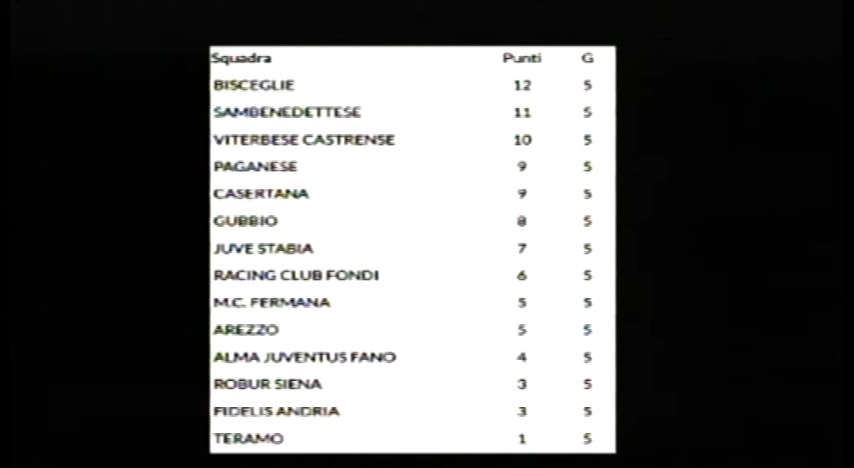 Squadra Punti G
BISCEGLIE 12 5
SAMBENEDETTESE 11 5
VITERBESE CASTRENSE 10 5
PAGANESE 9 5
CASERTANA 9 5
GUBBIO 8 5
JUVE STABIA 7 5
RACING CLUB FONDI 6 5
M.C. FERMANA 5 5
AREZZO 5 5
ALMA JUVENTUS FANO 4 5
ROBUR SIENA 3 5
FIDELIS ANDRIA 3 5
TERAMO 1 5